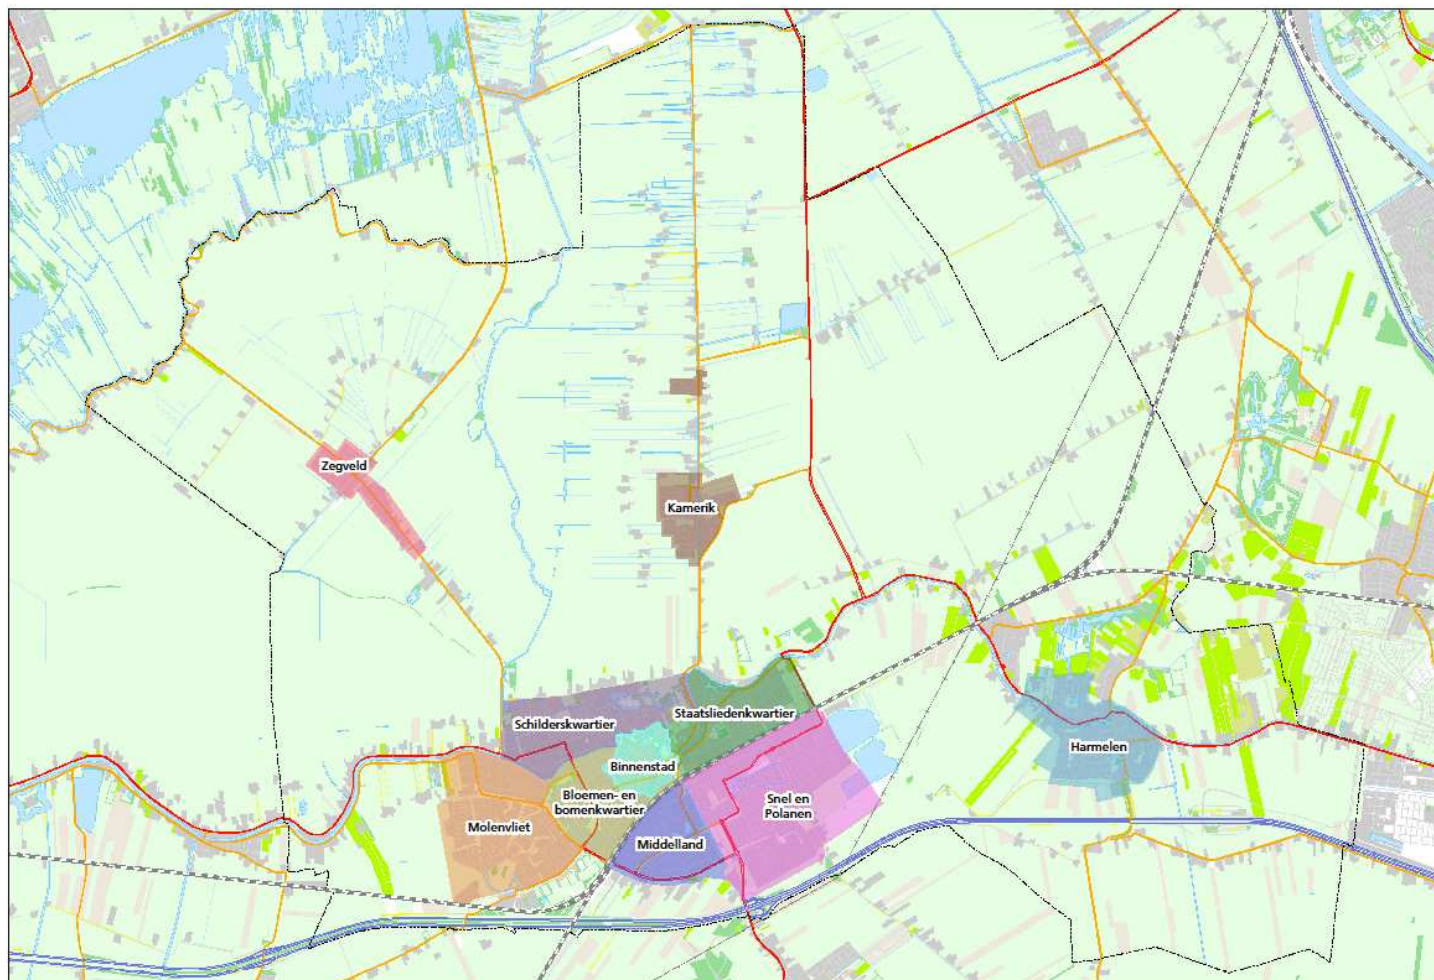 Zegveld
Kamerik
Schilderskwartier
Staatsliedenkwartier
Binnenstad
Harmelen
Bloemen- en
bomenkwartier
Molenvliet
Snel en
Polanen
Middelland